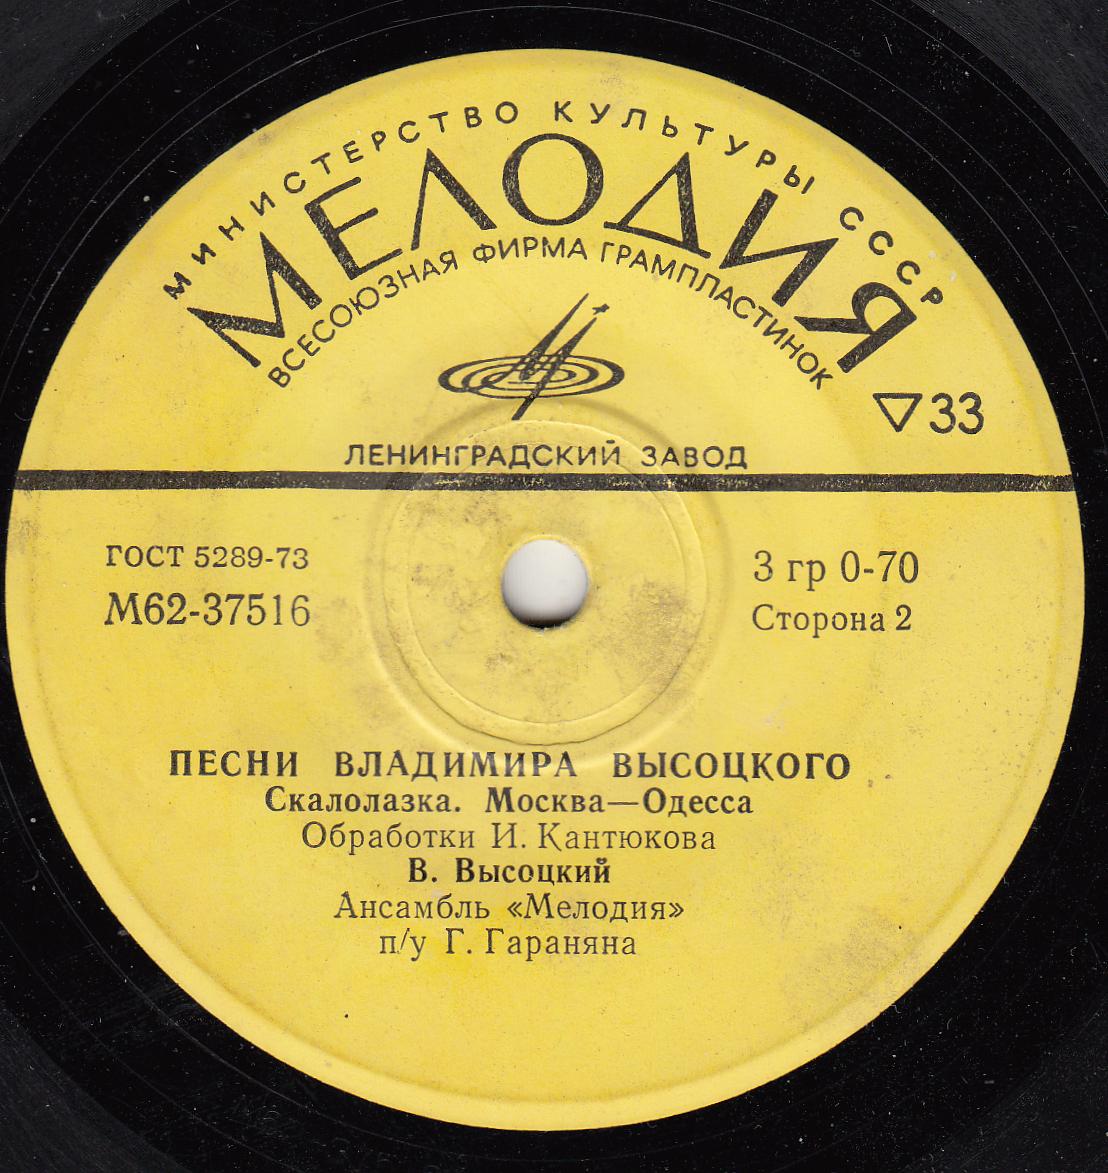 МИНИСТЕРСТВО КУЛЬТУРЫ СССР
МЕЛОДИЯ
ВСЕСОЮЗНАЯ ФИРМА ГРАМПЛАСТИНОК
33
ЛЕНИНГРАДСКИЙ ЗАВОД
ГОСТ 5289-73
М62-37516
3 гр 0-70
Сторона 2
ПЕСНИ ВЛАДИМИРА ВЫСОЦКОГО
Скалолазка. Москва—Одесса
Обработки И. Кантюкова
В. Высоцкий
Ансамбль «Мелодия»
п/у Г. Гараняна